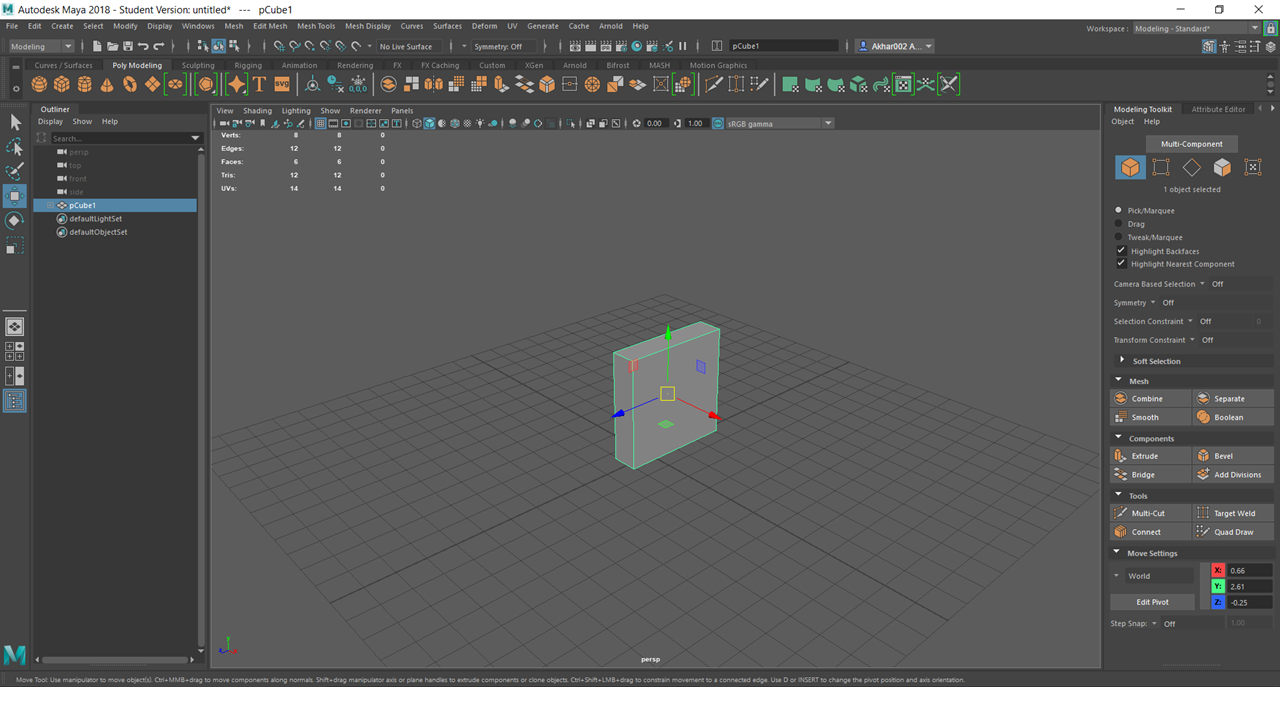 Autodesk Maya 2018 - Student Version: untitled*   ---   pCube1
File Edit Create Select Modify Display Windows Mesh Edit Mesh Mesh Tools Mesh Display Curves Surfaces Deform UV Generate Cache Arnold Help
Workspace : Modeling - Standard*
Modeling No Live Surface Symmetry: Off pCube1 Akhar002 A...
Curves / Surfaces Poly Modeling Sculpting Rigging Animation Rendering FX FX Caching Custom XGen Arnold Bifrost MASH Motion Graphics
SVG
0,0,0
Outliner
Display Show Help
Search...
persp
top
front
side
pCube1
defaultLightSet
defaultObjectSet
View Shading Lighting Show Renderer Panels
0.00 1.00 sRGB gamma
Verts: 8 8 0
Edges: 12 12 0
Faces: 6 6 0
Tris: 12 12 0
UVs: 14 14 0
persp
Modeling Toolkit Attribute Editor
Object Help
Multi-Component
1 object selected
Pick/Marquee
Drag
Tweak/Marquee
Highlight Backfaces
Highlight Nearest Component
Camera Based Selection Off
Symmetry Off
Selection Constraint Off 0
Transform Constraint Off
Soft Selection
Mesh
Combine Separate
Smooth Boolean
Components
Extrude Bevel
Bridge Add Divisions
Tools
Multi-Cut Target Weld
Connect Quad Draw
Move Settings
World
X: 0.66
Y: 2.61
Z: -0.25
Edit Pivot
Step Snap: Off 1.00
Move Tool: Use manipulator to move object(s). Ctrl+MMB+drag to move components along normals. Shift+drag manipulator axis or plane handles to extrude components or clone objects. Ctrl+Shift+LMB+drag to constrain movement to a connected edge. Use D or INSERT to change the pivot position and axis orientation.